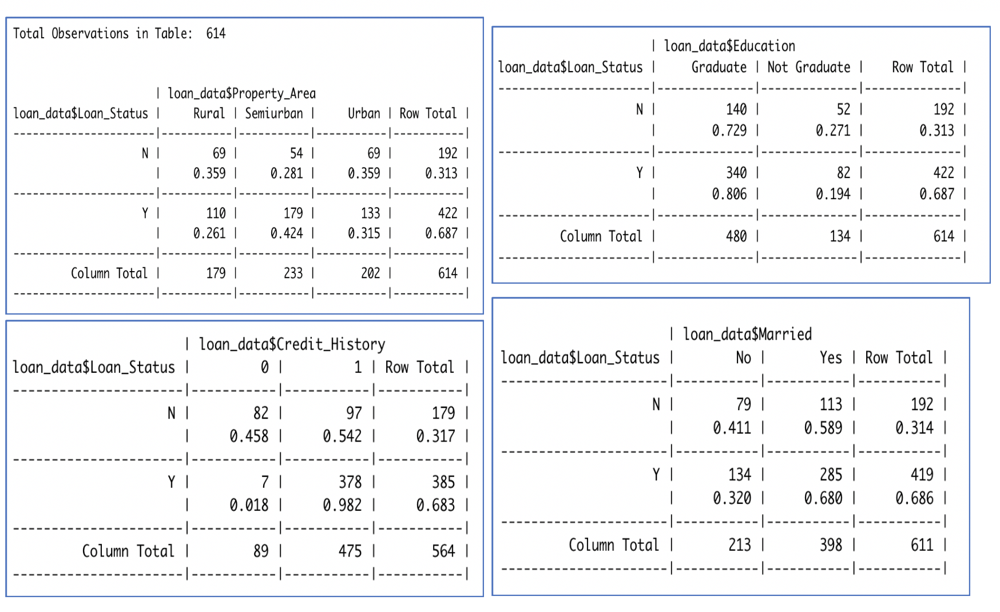 Total Observations in Table:  614
                     | loan_data$Property_Area
loan_data$Loan_Status |     Rural | Semiurban |     Urban | Row Total |
----------------------|-----------|-----------|-----------|-----------|
                    N |        69 |        54 |        69 |       192 |
                      |     0.359 |     0.281 |     0.359 |     0.313 |
----------------------|-----------|-----------|-----------|-----------|
                    Y |       110 |       179 |       133 |       422 |
                      |     0.261 |     0.424 |     0.315 |     0.687 |
----------------------|-----------|-----------|-----------|-----------|
         Column Total |       179 |       233 |       202 |       614 |
----------------------|-----------|-----------|-----------|-----------|
                      | loan_data$Education
loan_data$Loan_Status |     Graduate | Not Graduate |    Row Total |
----------------------|--------------|--------------|--------------|
                    N |          140 |           52 |          192 |
                      |        0.729 |        0.271 |        0.313 |
----------------------|--------------|--------------|--------------|
                    Y |          340 |           82 |          422 |
                      |        0.806 |        0.194 |        0.687 |
----------------------|--------------|--------------|--------------|
         Column Total |          480 |          134 |          614 |
----------------------|--------------|--------------|--------------|
                      | loan_data$Credit_History
loan_data$Loan_Status |         0 |         1 | Row Total |
----------------------|-----------|-----------|-----------|
                    N |        82 |        97 |       179 |
                      |     0.458 |     0.542 |     0.317 |
----------------------|-----------|-----------|-----------|
                    Y |         7 |       378 |       385 |
                      |     0.018 |     0.982 |     0.683 |
----------------------|-----------|-----------|-----------|
         Column Total |        89 |       475 |       564 |
----------------------|-----------|-----------|-----------|
                      | loan_data$Married
loan_data$Loan_Status |        No |       Yes | Row Total |
----------------------|-----------|-----------|-----------|
                    N |        79 |       113 |       192 |
                      |     0.411 |     0.589 |     0.314 |
----------------------|-----------|-----------|-----------|
                    Y |       134 |       285 |       419 |
                      |     0.320 |     0.680 |     0.686 |
----------------------|-----------|-----------|-----------|
         Column Total |       213 |       398 |       611 |
----------------------|-----------|-----------|-----------|